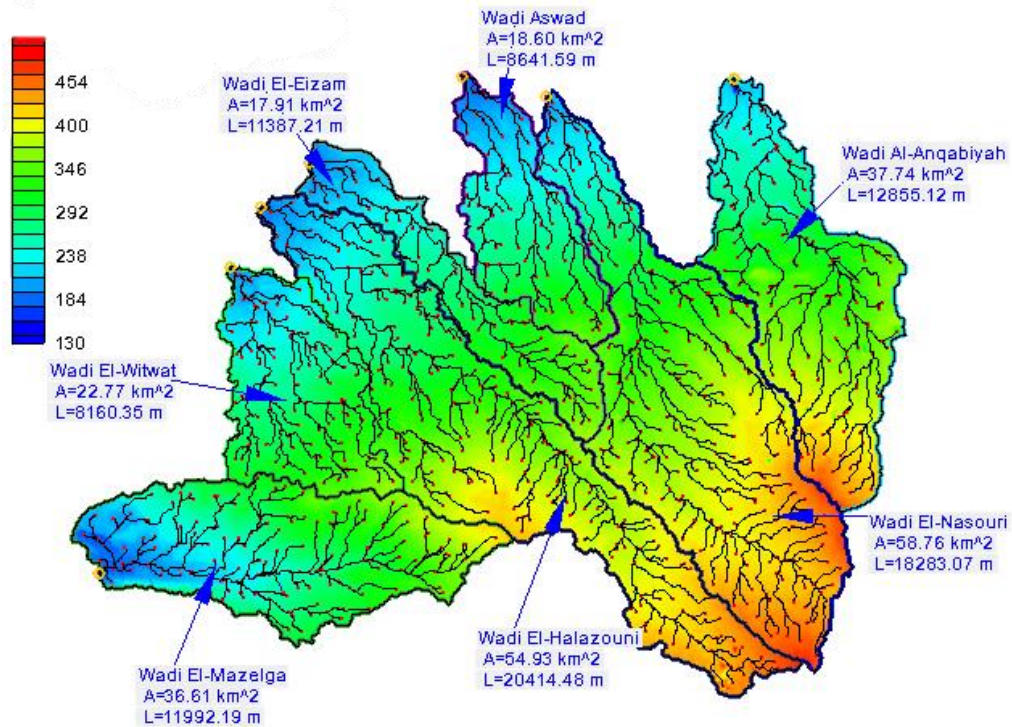 454
400
346
292
238
184
130
Wadi Aswad
A=18.60 km^2
L=8641.59 m
Wadi El-Eizam
A=17.91 km^2
L=11387.21 m
Wadi Al-Anqabiyah
A=37.74 km^2
L=12855.12 m
Wadi El-Witwat
A=22.77 km^2
L=8160.35 m
Wadi El-Nasouri
A=58.76 km^2
L=18283.07 m
Wadi El-Halazouni
A=54.93 km^2
L=20414.48 m
Wadi El-Mazelga
A=36.61 km^2
L=11992.19 m